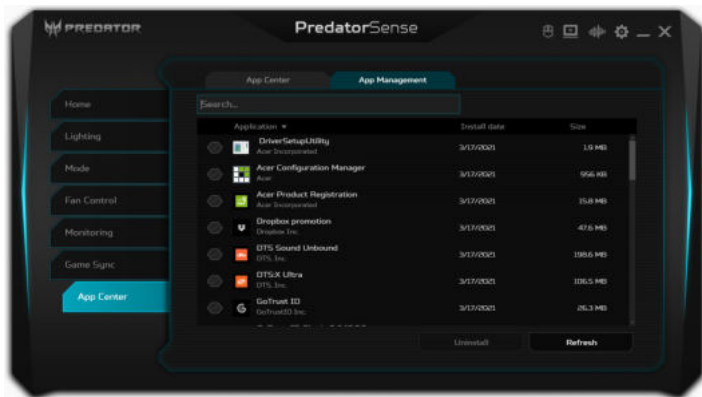 PREDATOR
PredatorSense
App Center
App Management
Home
Lighting
Mode
Fan Control
Monitoring
Game Sync
App Center
Search...
Application
Install date
Size
DriverSetupUtility
Acer Incorporated
3/17/2021
1.9 MB
Acer Configuration Manager
Acer
3/17/2021
956 KB
Acer Product Registration
Acer Incorporated
3/17/2021
15.8 MB
Dropbox promotion
Dropbox Inc.
3/17/2021
47.6 MB
DTS Sound Unbound
DTS, Inc.
3/17/2021
198.6 MB
DTS:X Ultra
DTS, Inc.
3/17/2021
106.5 MB
GoTrust ID
GoTrustID Inc.
3/17/2021
26.3 MB
Uninstall
Refresh